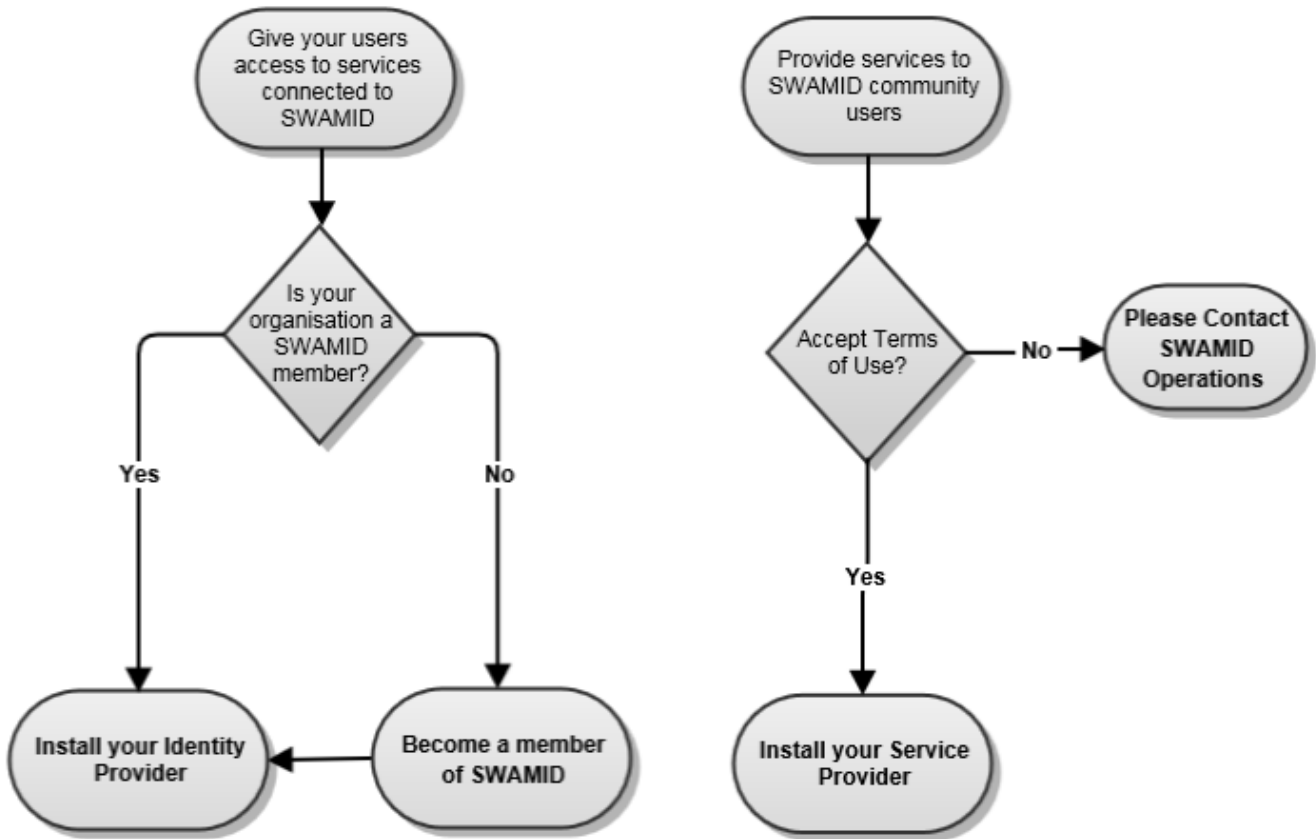 Give your users
access to services
connected to
SWAMID
Is your
organisation a
SWAMID
member?
Yes
No
Install your Identity
Provider
Become a member
of SWAMID
Provide services to
SWAMID community
users
Accept Terms
of Use?
No
Please Contact
SWAMID
Operations
Yes
Install your Service
Provider